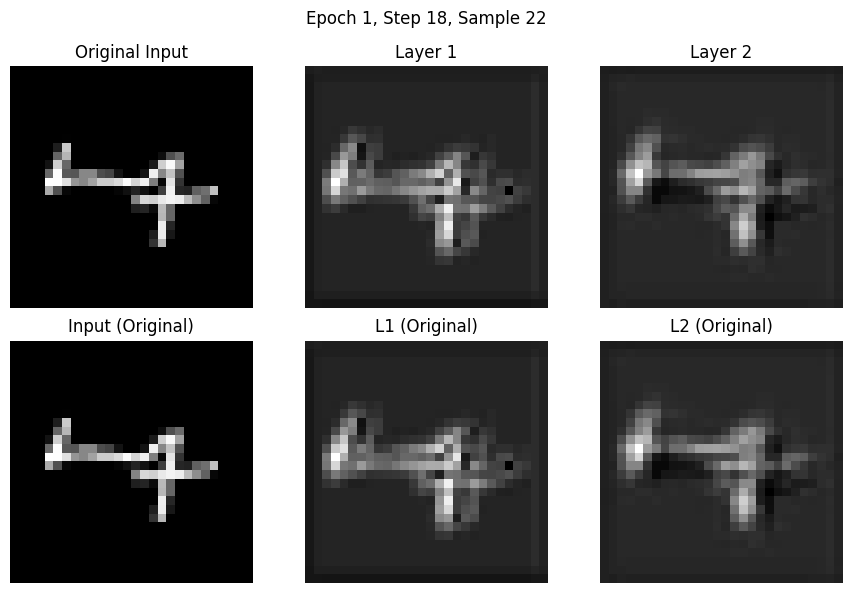 Epoch 1, Step 18, Sample 22
Original Input
Layer 1
Layer 2
Input (Original)
L1 (Original)
L2 (Original)